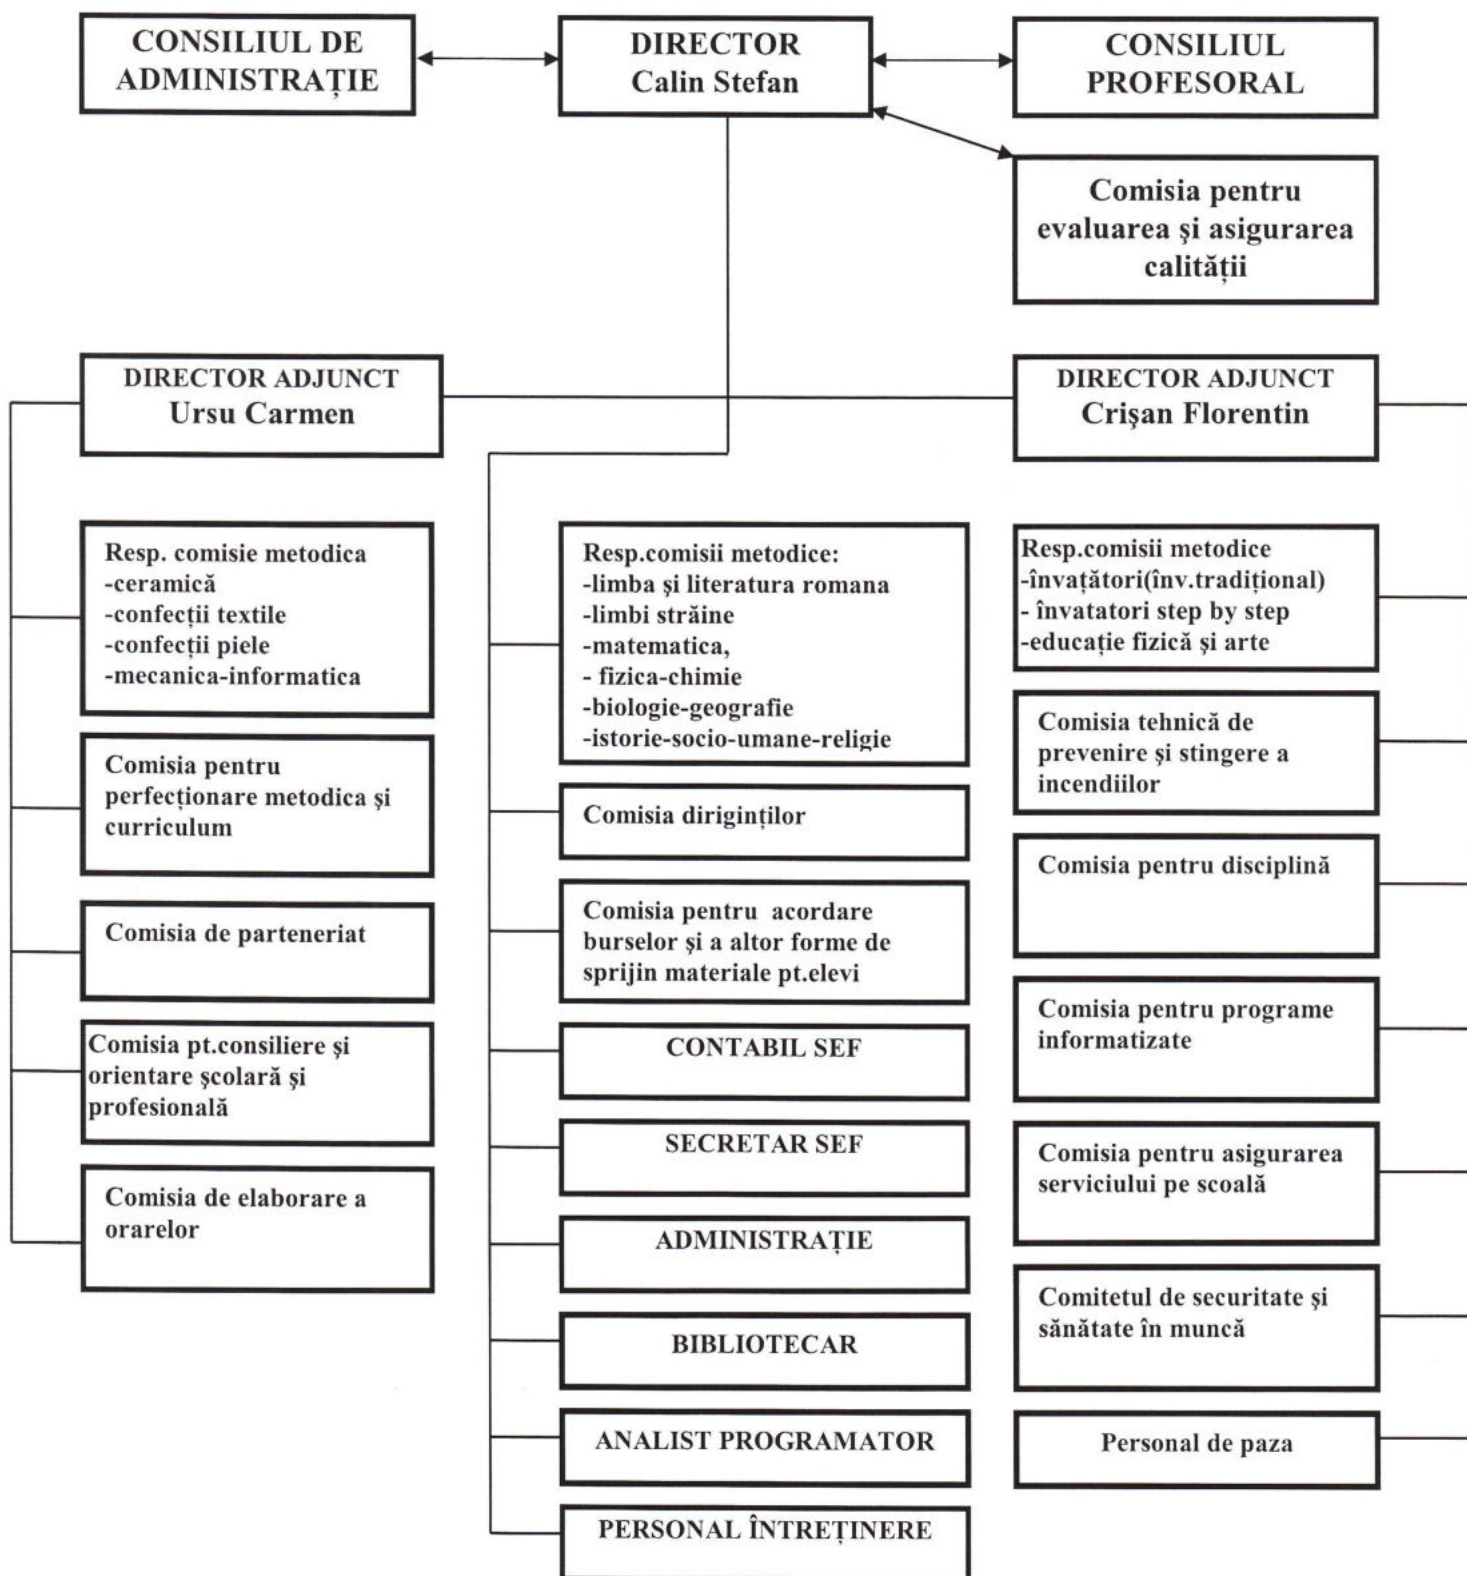 CONSILIUL DE
ADMINISTRAȚIE
DIRECTOR
Calin Stefan
CONSILIUL
PROFESORAL
Comisia pentru
evaluarea şi asigurarea
calității
DIRECTOR ADJUNCT
Ursu Carmen
DIRECTOR ADJUNCT
Crişan Florentin
Resp. comisie metodica
-ceramică
-confecții textile
-confecții piele
-mecanica-informatica
Comisia pentru
perfecționare metodica şi
curriculum
Comisia de parteneriat
Comisia pt.consiliere şi
orientare şcolară şi
profesională
Comisia de elaborare a
orarelor
Resp.comisii metodice:
-limba şi literatura romana
-limbi străine
-matematica,
- fizica-chimie
-biologie-geografie
-istorie-socio-umane-religie
Comisia diriginților
Comisia pentru  acordare
burselor şi a altor forme de
sprijin materiale pt.elevi
CONTABIL SEF
SECRETAR SEF
ADMINISTRAȚIE
BIBLIOTECAR
ANALIST PROGRAMATOR
PERSONAL ÎNTREȚINERE
Resp.comisii metodice
-învațători(înv.tradițional)
- învatatori step by step
-educație fizică şi arte
Comisia tehnică de
prevenire şi stingere a
incendiilor
Comisia pentru disciplină
Comisia pentru programe
informatizate
Comisia pentru asigurarea
serviciului pe scoală
Comitetul de securitate şi
sănătate în muncă
Personal de paza